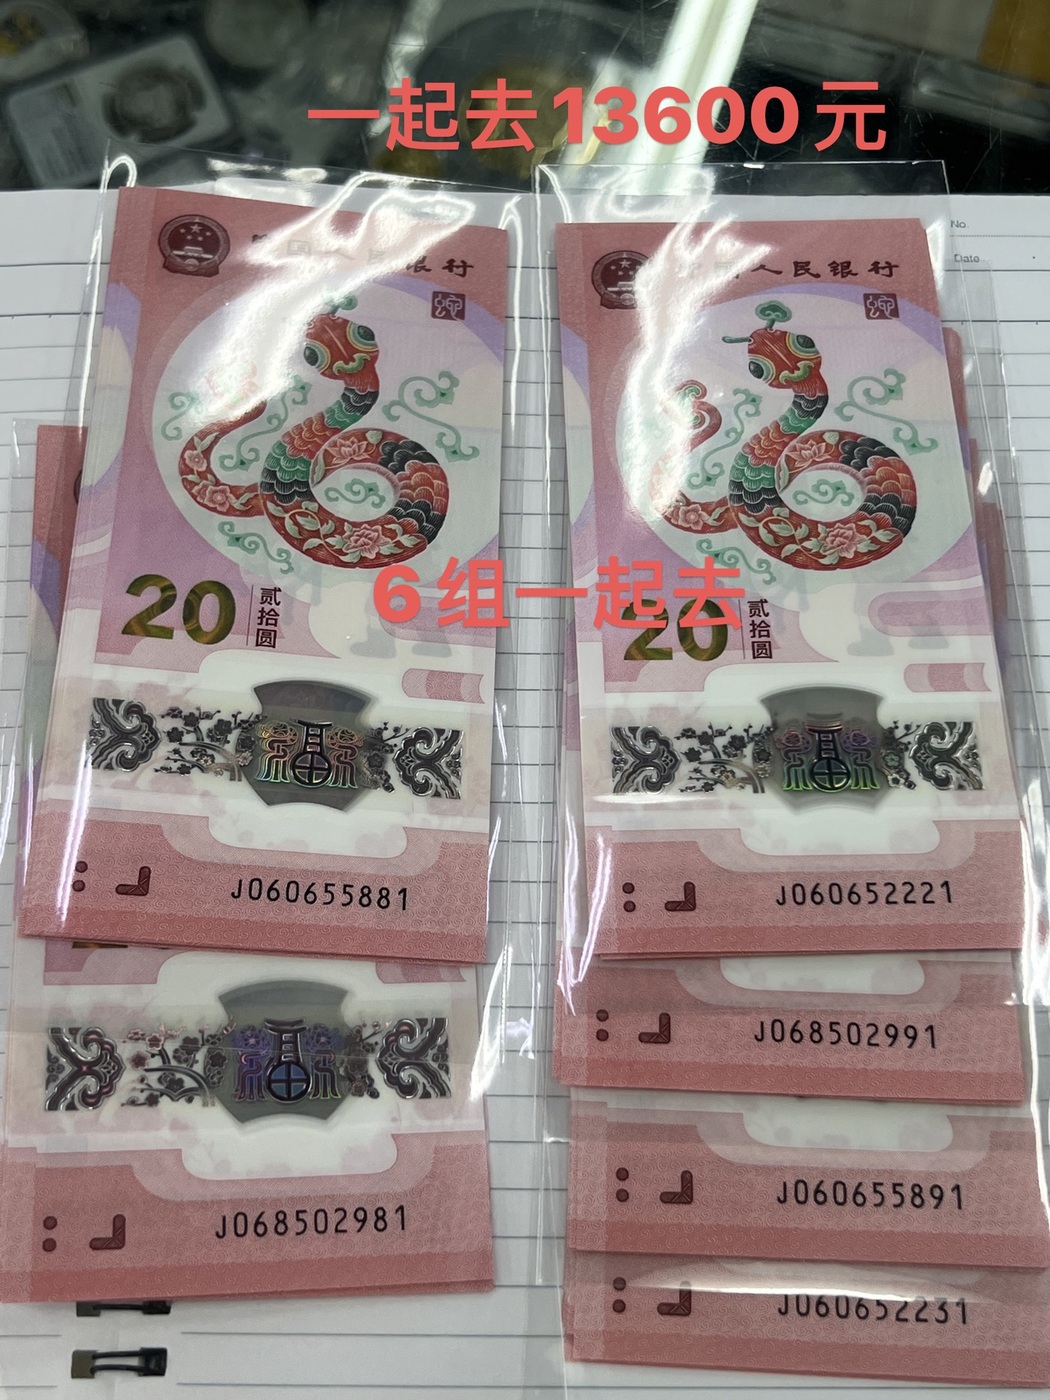 一起去13600元
No.
Date
中国人民银行
中国人民银行
6组一起去
20
贰拾圆
20
贰拾圆
J060655881
J060652221
J068502991
J060655891
J068502981
J060652231